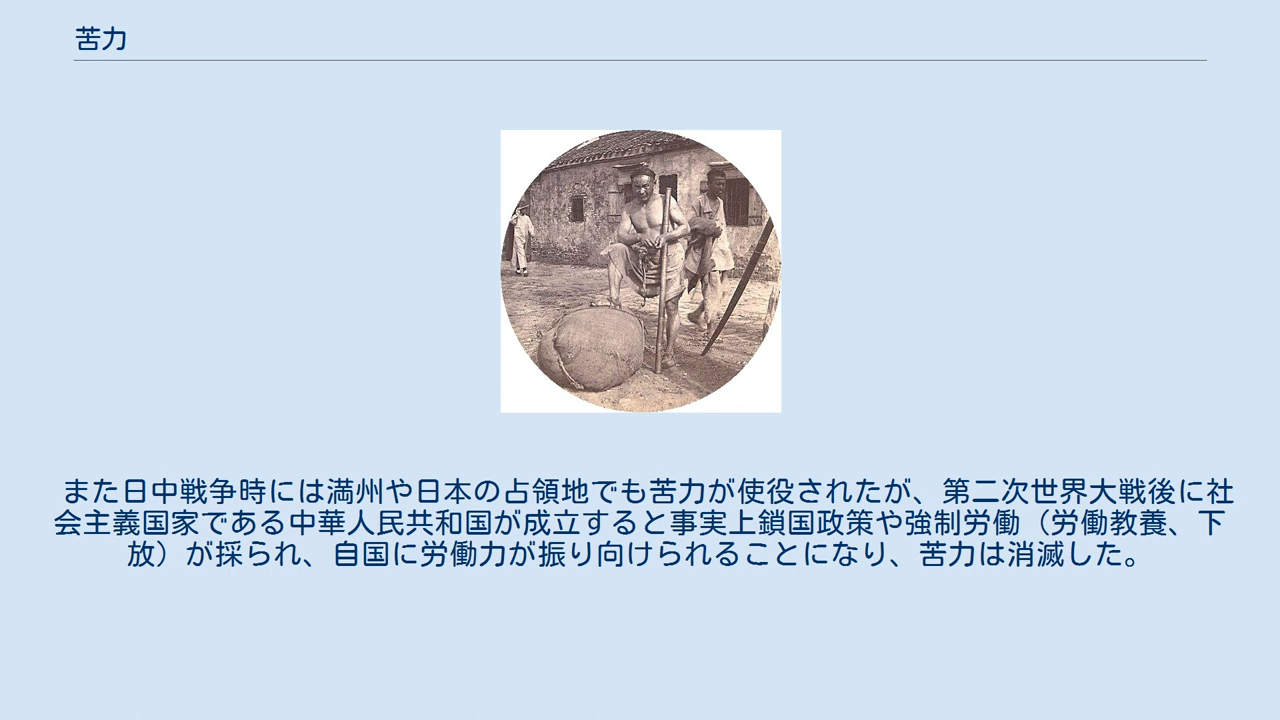 苦力
また日中戦争時には満州や日本の占領地でも苦力が使役されたが、第二次世界大戦後に社
会主義国家である中華人民共和国が成立すると事実上鎖国政策や強制労働（労働教養、下
放）が採られ、自国に労働力が振り向けられることになり、苦力は消滅した。